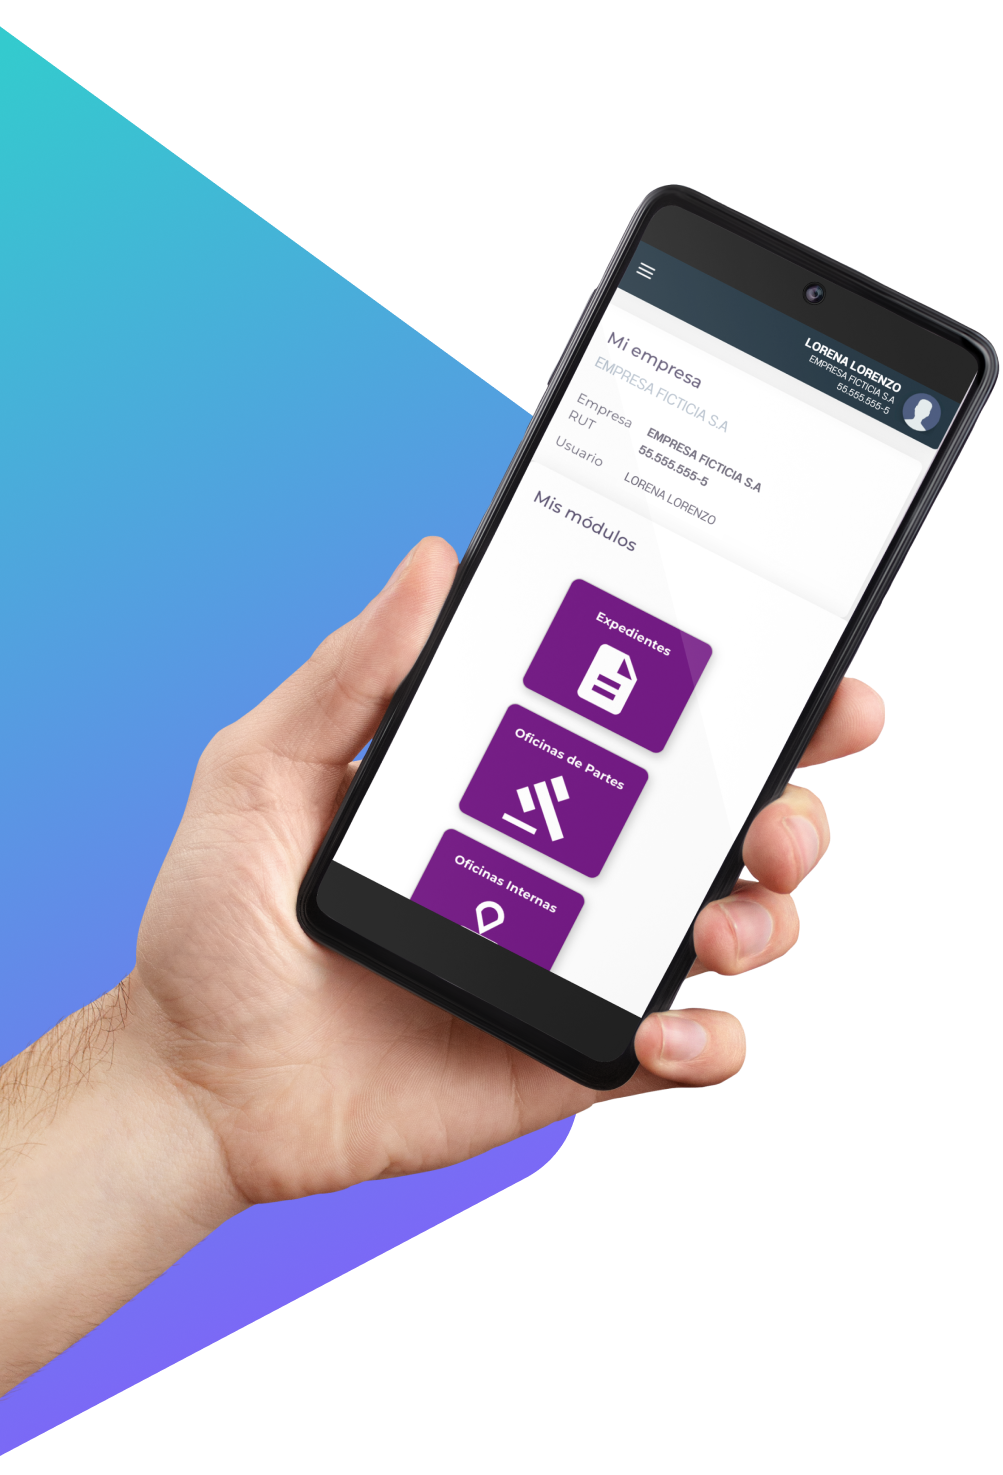 LORENA LORENZO
EMPRESA FICTICIA S.A
55.555.555-5
Mi empresa
EMPRESA FICTICIA S.A
Empresa EMPRESA FICTICIA S.A
RUT 55.555.555-5
Usuario LORENA LORENZO
Mis módulos
Expedientes
Oficinas de Partes
Oficinas Internas